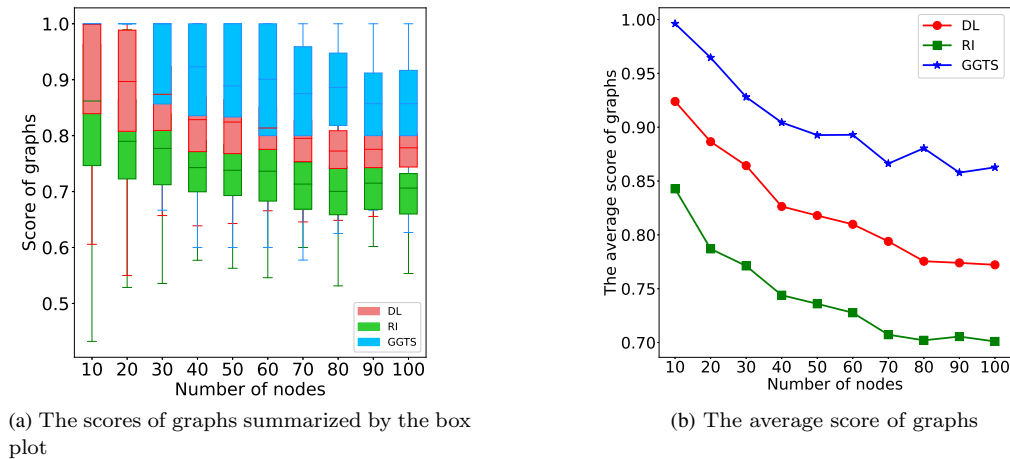 1.0
0.9
0.8
0.7
0.6
0.5
Score of graphs
DL
RI
GGTS
10 20 30 40 50 60 70 80 90 100
Number of nodes
(a) The scores of graphs summarized by the box
plot
1.00
0.95
0.90
0.85
0.80
0.75
0.70
The average score of graphs
DL
RI
GGTS
10 20 30 40 50 60 70 80 90 100
Number of nodes
(b) The average score of graphs